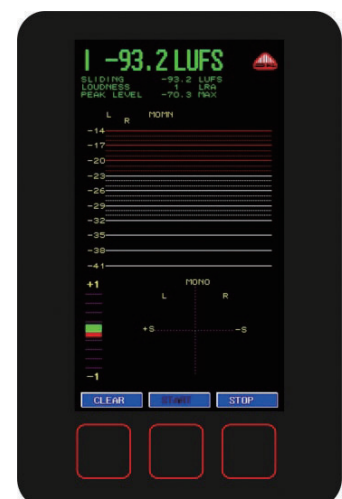 I -93.2 LUFS
SLIDING -93.2 LUFS
LOUDNESS 1 LRA
PEAK LEVEL -70.3 MAX
L R MOMN
-14
-17
-20
-23
-26
-29
-32
-35
-38
-41
+1 MONO
L R
+S -S
-1
CLEAR START STOP